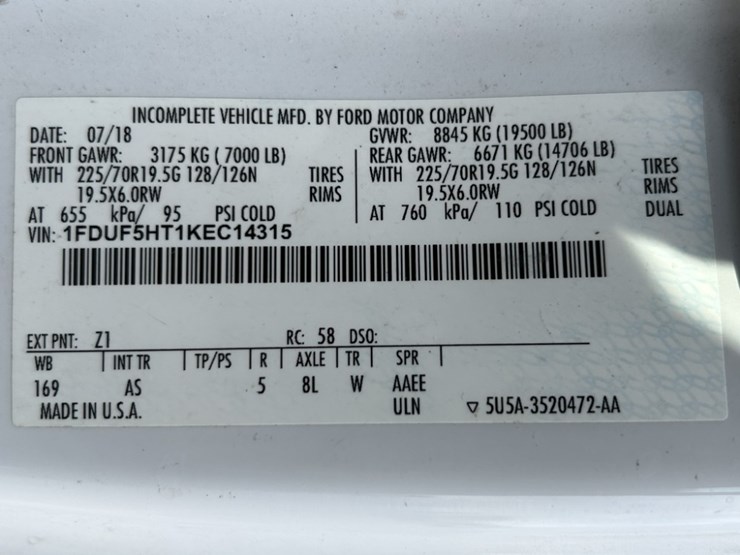 INCOMPLETE VEHICLE MFD. BY FORD MOTOR COMPANY
DATE: 07/18 GVWR: 8845 KG (19500 LB)
FRONT GAWR: 3175 KG ( 7000 LB) REAR GAWR: 6671 KG (14706 LB)
WITH 225/70R19.5G 128/126N TIRES WITH 225/70R19.5G 128/126N TIRES
19.5X6.0RW RIMS 19.5X6.0RW RIMS
AT 655 kPa/ 95 PSI COLD AT 760 kPa/ 110 PSI COLD DUAL
VIN: 1FDUF5HT1KEC14315
EXT PNT: Z1 RC: 58 DSO:
WB INT TR TP/PS R AXLE TR SPR
169 AS 5 8L W AAEE
MADE IN U.S.A. ULN ▽ 5U5A-3520472-AA